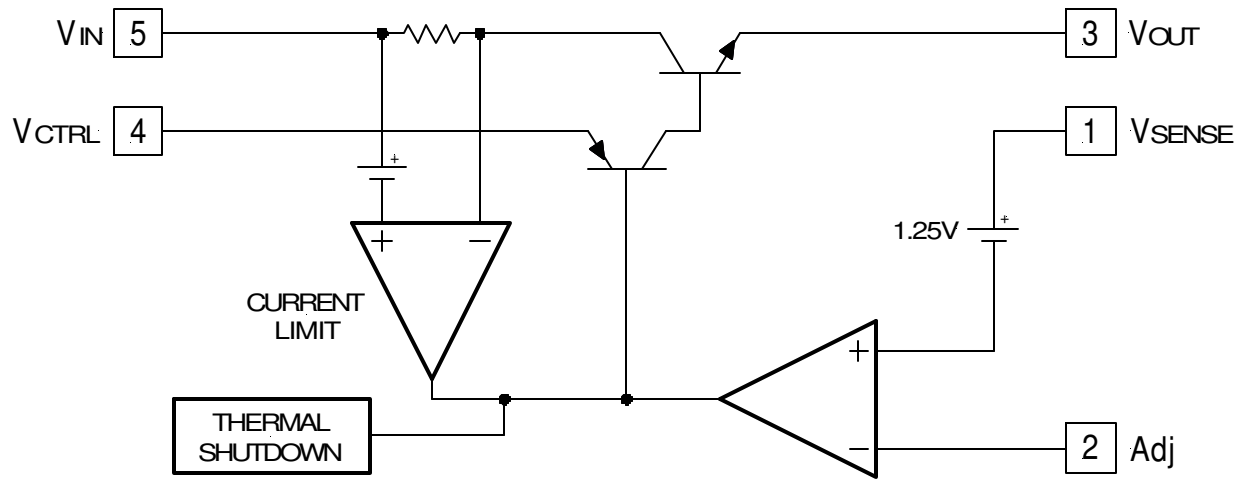 VIN 5
3 VOUT
VCTRL 4
1 VSENSE
+
+
1.25V
+ −
CURRENT
LIMIT
+
THERMAL
SHUTDOWN
−
2 Adj